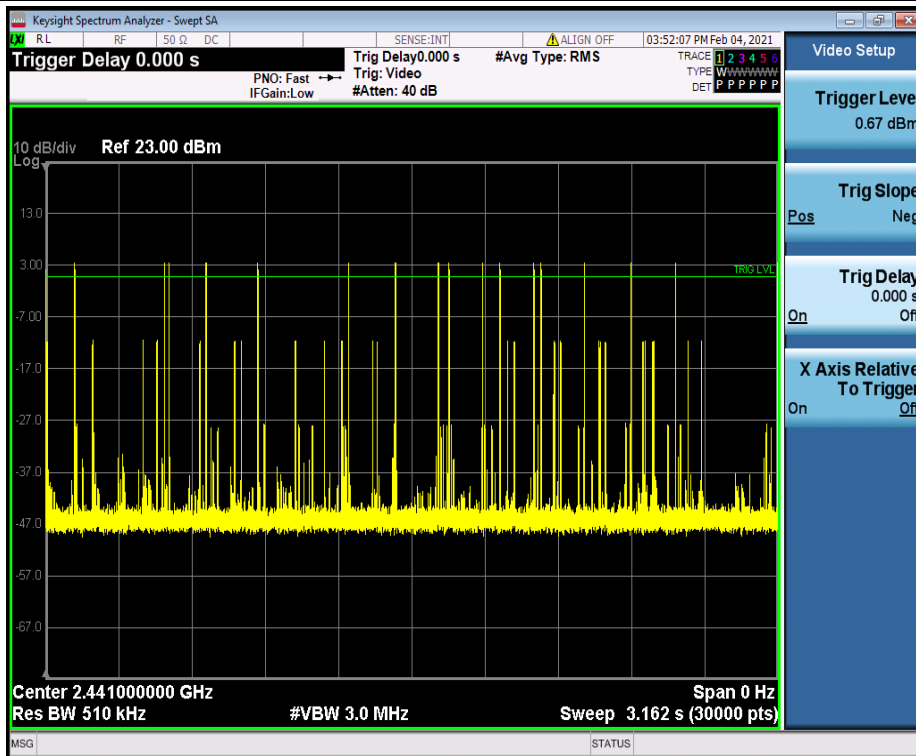 Keysight Spectrum Analyzer - Swept SA
LXI RL RF 50 Ω DC SENSE:INT ALIGN OFF 03:52:07 PM Feb 04, 2021
Trigger Delay 0.000 s
PNO: Fast
IFGain:Low
Trig Delay0.000 s
Trig: Video
#Atten: 40 dB
#Avg Type: RMS
TRACE 1 2 3 4 5 6
TYPE WWWWWW
DET P P P P P P
10 dB/div Ref 23.00 dBm
Log
13.0
3.00
TRIG LVL
-7.00
-17.0
-27.0
-37.0
-47.0
-57.0
-67.0
Center 2.441000000 GHz Span 0 Hz
Res BW 510 kHz #VBW 3.0 MHz Sweep 3.162 s (30000 pts)
MSG STATUS
Video Setup
Trigger Leve
0.67 dBm
Trig Slope
Pos Neg
Trig Delay
0.000 s
On Off
X Axis Relative
To Trigger
On Off